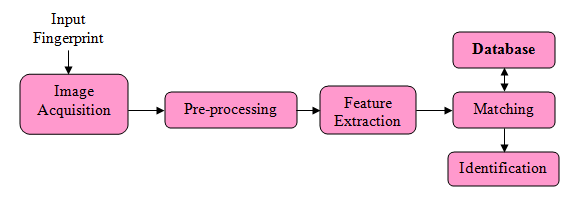 Input
Fingerprint
Image
Acquisition
Pre-processing
Feature
Extraction
Database
Matching
Identification